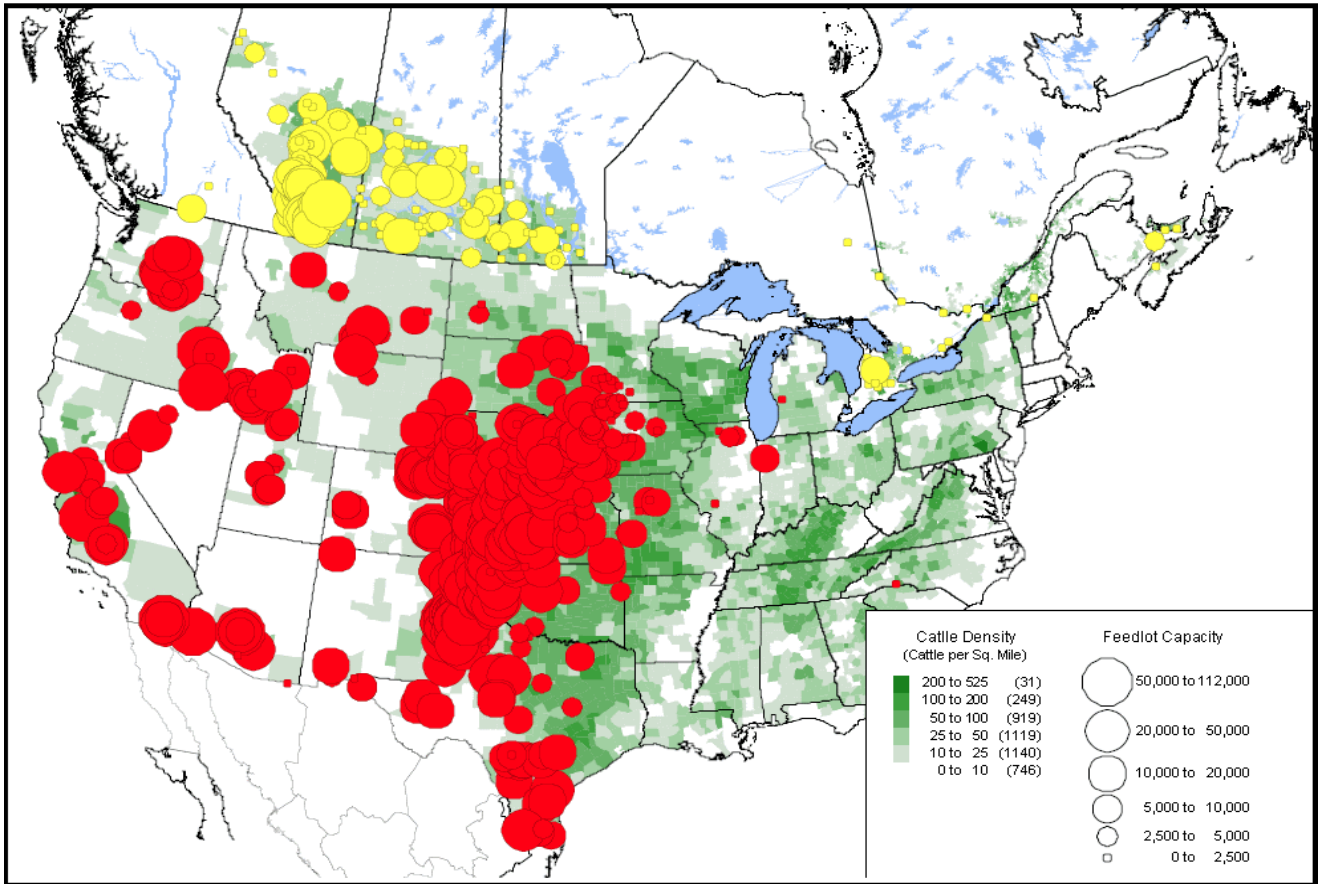 Catlle Density
(Cattle per Sq. Mile)
200 to 525 (31)
100 to 200 (249)
50 to 100 (919)
25 to 50 (1119)
10 to 25 (1140)
0 to 10 (746)
Feedlot Capacity
50,000 to 112,000
20,000 to 50,000
10,000 to 20,000
5,000 to 10,000
2,500 to 5,000
0 to 2,500